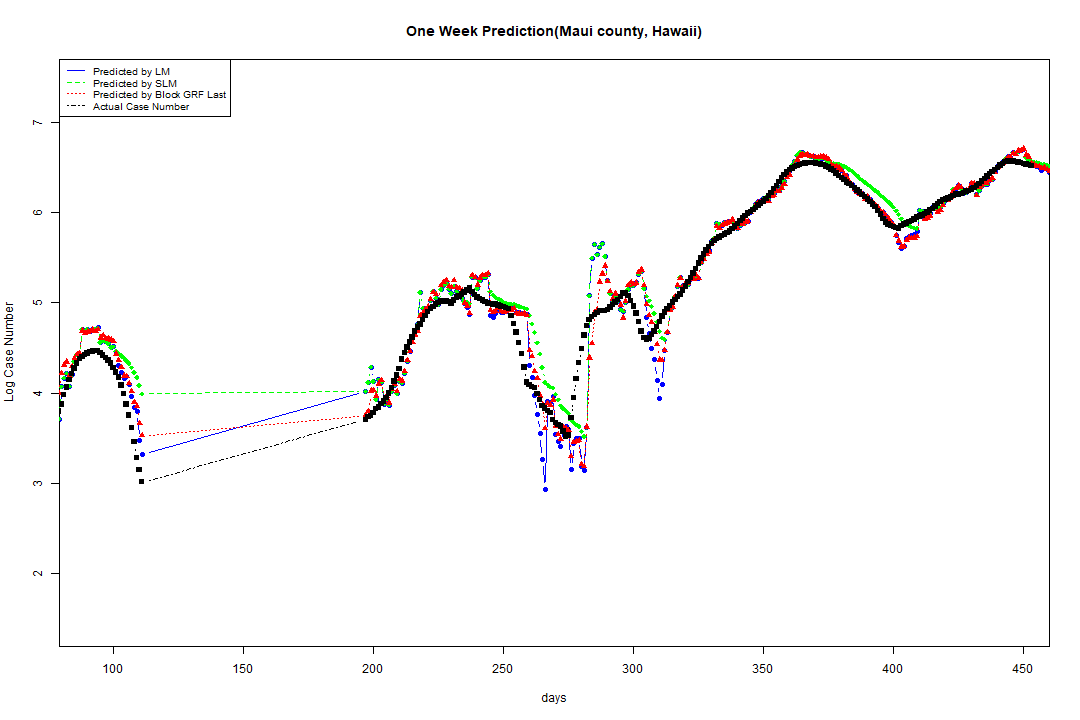 One Week Prediction(Maui county, Hawaii)
Predicted by LM
Predicted by SLM
Predicted by Block GRF Last
Actual Case Number
Log Case Number
7
6
5
4
3
2
100 150 200 250 300 350 400 450
days